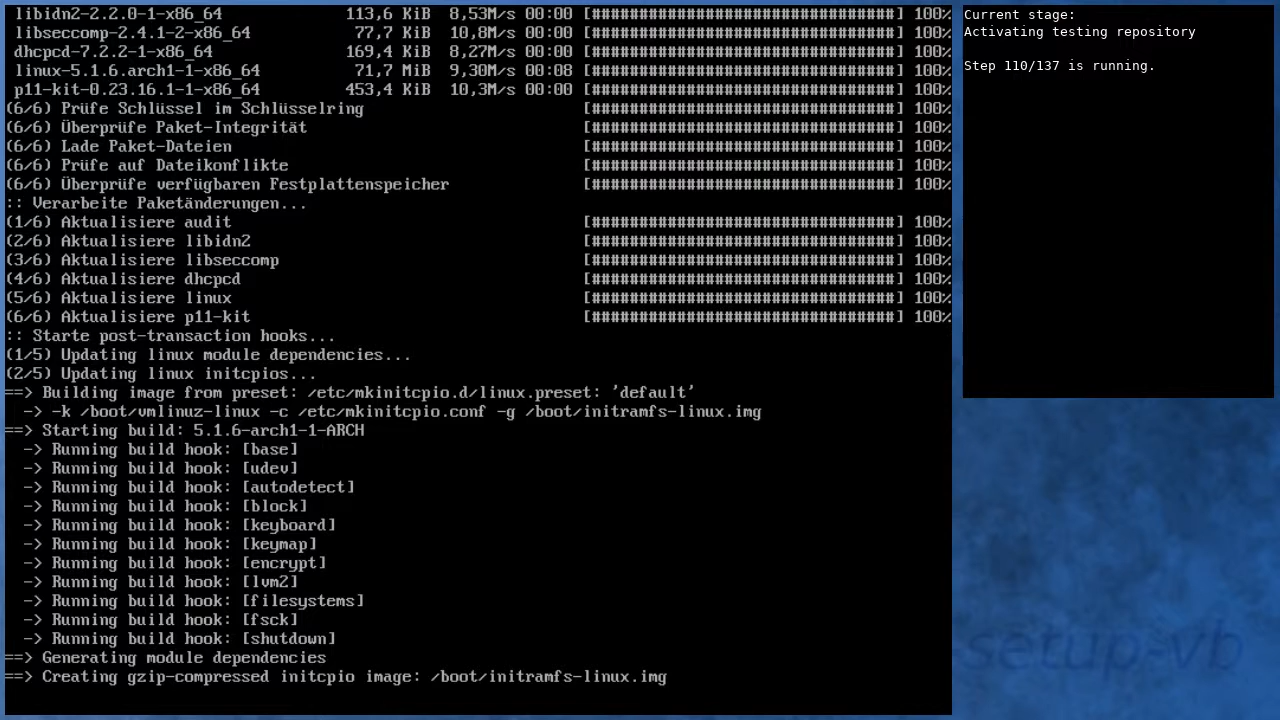 libidn2-2.2.0-1-x86_64 113,6 KiB 8,53M/s 00:00 [################################] 100%
libseccomp-2.4.1-2-x86_64 77,7 KiB 10,8M/s 00:00 [################################] 100%
dhcpcd-7.2.2-1-x86_64 169,4 KiB 8,27M/s 00:00 [################################] 100%
linux-5.1.6.arch1-1-x86_64 71,7 MiB 9,30M/s 00:08 [################################] 100%
p11-kit-0.23.16.1-1-x86_64 453,4 KiB 10,3M/s 00:00 [################################] 100%
(6/6) Prüfe Schlüssel im Schlüsselring [################################] 100%
(6/6) Überprüfe Paket-Integrität [################################] 100%
(6/6) Lade Paket-Dateien [################################] 100%
(6/6) Prüfe auf Dateikonflikte [################################] 100%
(6/6) Überprüfe verfügbaren Festplattenspeicher [################################] 100%
:: Verarbeite Paketänderungen...
(1/6) Aktualisiere audit [################################] 100%
(2/6) Aktualisiere libidn2 [################################] 100%
(3/6) Aktualisiere libseccomp [################################] 100%
(4/6) Aktualisiere dhcpcd [################################] 100%
(5/6) Aktualisiere linux [################################] 100%
(6/6) Aktualisiere p11-kit [################################] 100%
:: Starte post-transaction hooks...
(1/5) Updating linux module dependencies...
(2/5) Updating linux initcpios...
==> Building image from preset: /etc/mkinitcpio.d/linux.preset: 'default'
-> -k /boot/vmlinuz-linux -c /etc/mkinitcpio.conf -g /boot/initramfs-linux.img
==> Starting build: 5.1.6-arch1-1-ARCH
-> Running build hook: [base]
-> Running build hook: [udev]
-> Running build hook: [autodetect]
-> Running build hook: [block]
-> Running build hook: [keyboard]
-> Running build hook: [keymap]
-> Running build hook: [encrypt]
-> Running build hook: [lvm2]
-> Running build hook: [filesystems]
-> Running build hook: [fsck]
-> Running build hook: [shutdown]
==> Generating module dependencies
==> Creating gzip-compressed initcpio image: /boot/initramfs-linux.img
Current stage:
Activating testing repository
Step 110/137 is running.
setup-vb